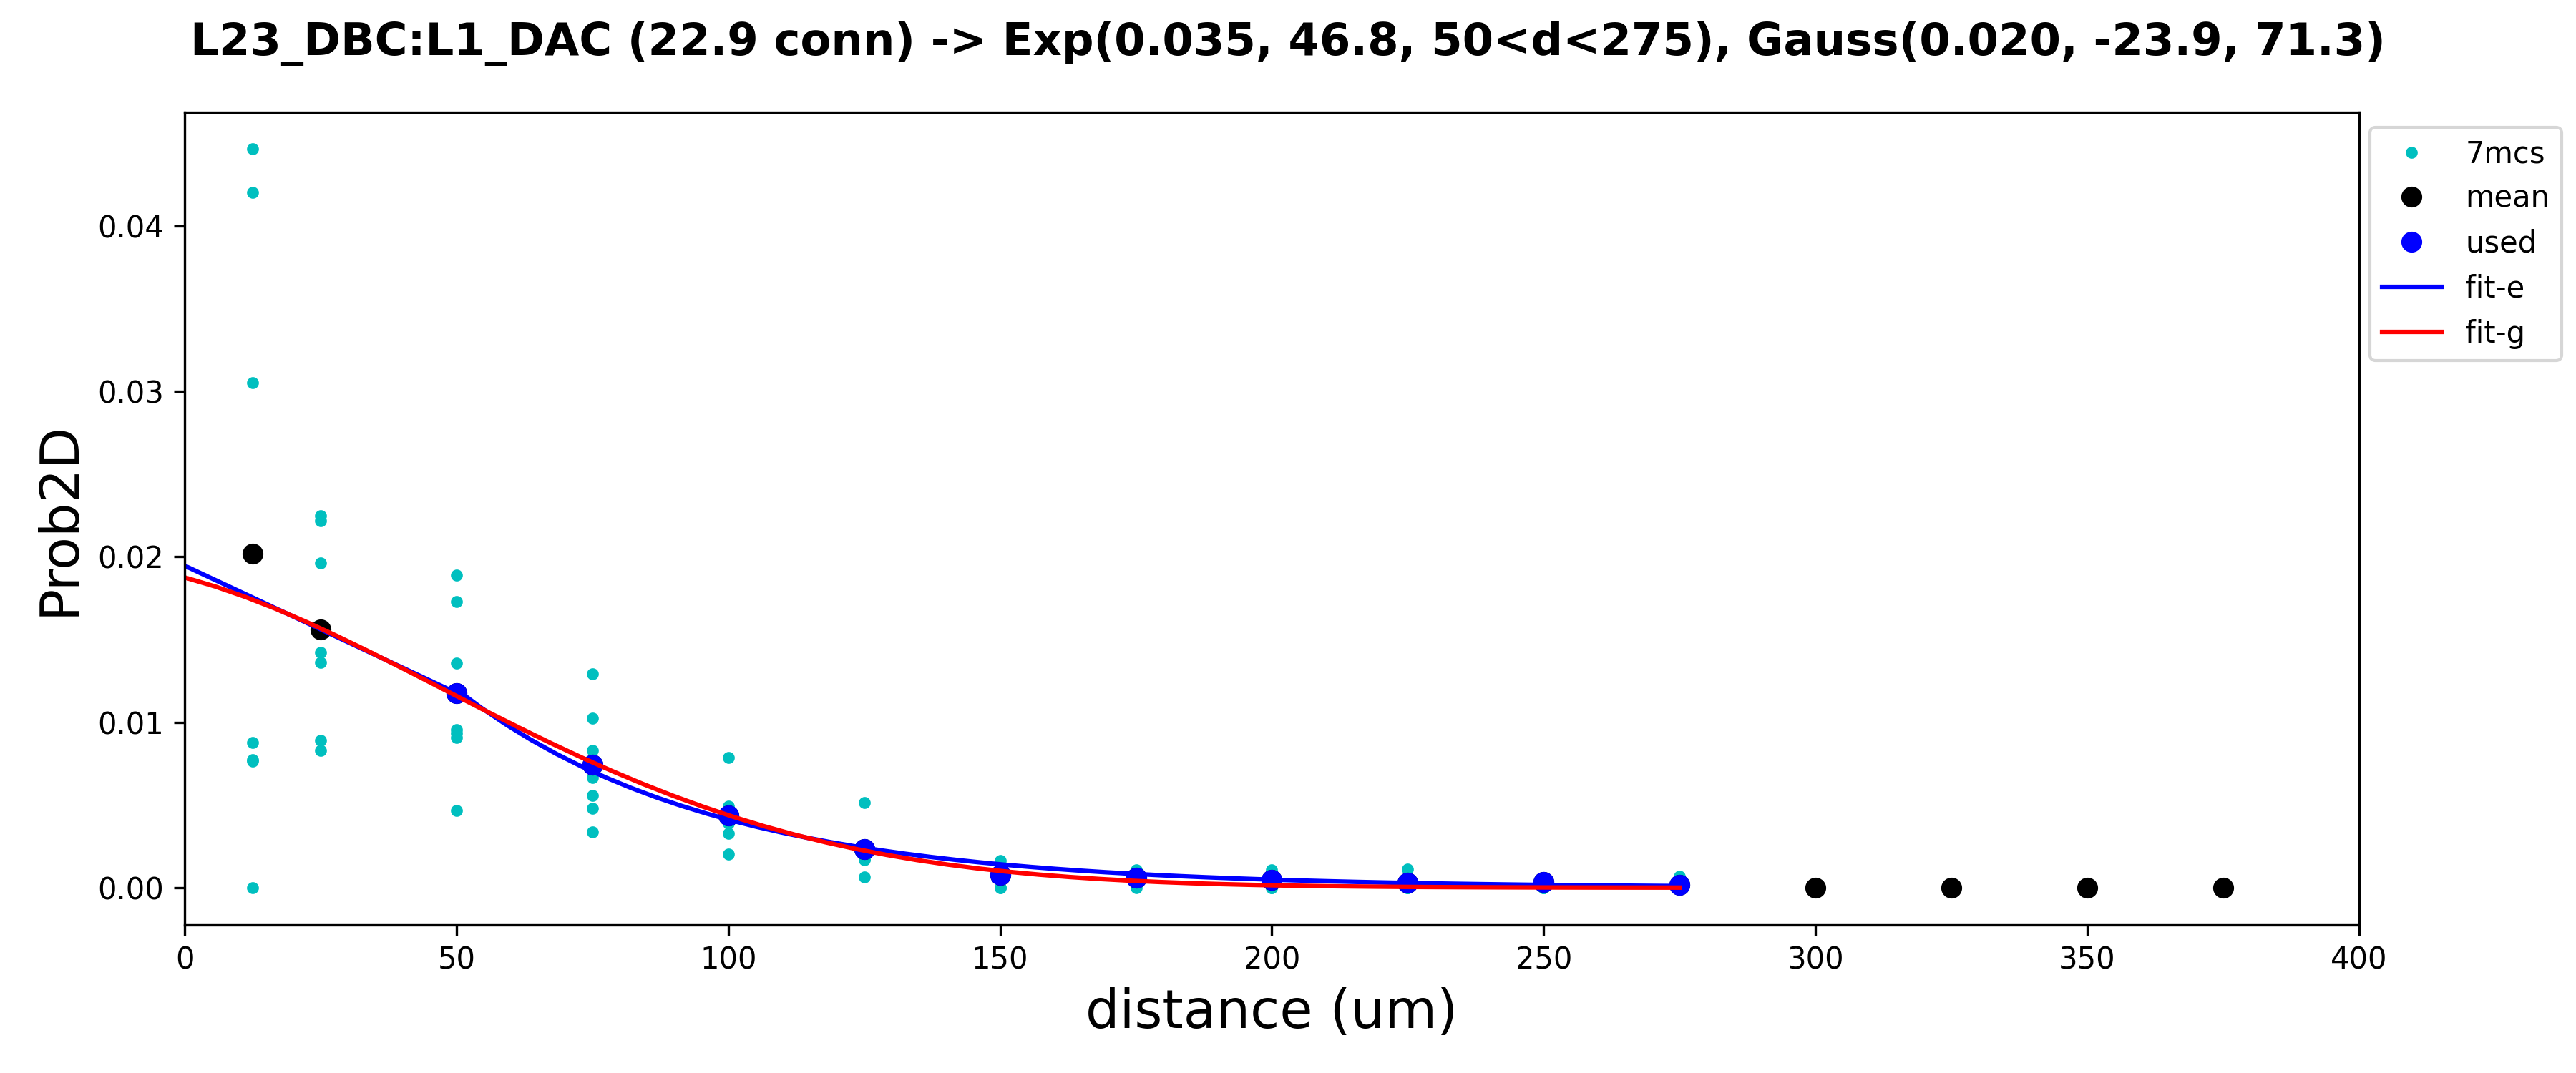 L23_DBC:L1_DAC (22.9 conn) -> Exp(0.035, 46.8, 50<d<275), Gauss(0.020, -23.9, 71.3)
7mcs
mean
used
fit-e
fit-g
0.04
0.03
0.02
0.01
0.00
Prob2D
0 50 100 150 200 250 300 350 400
distance (um)